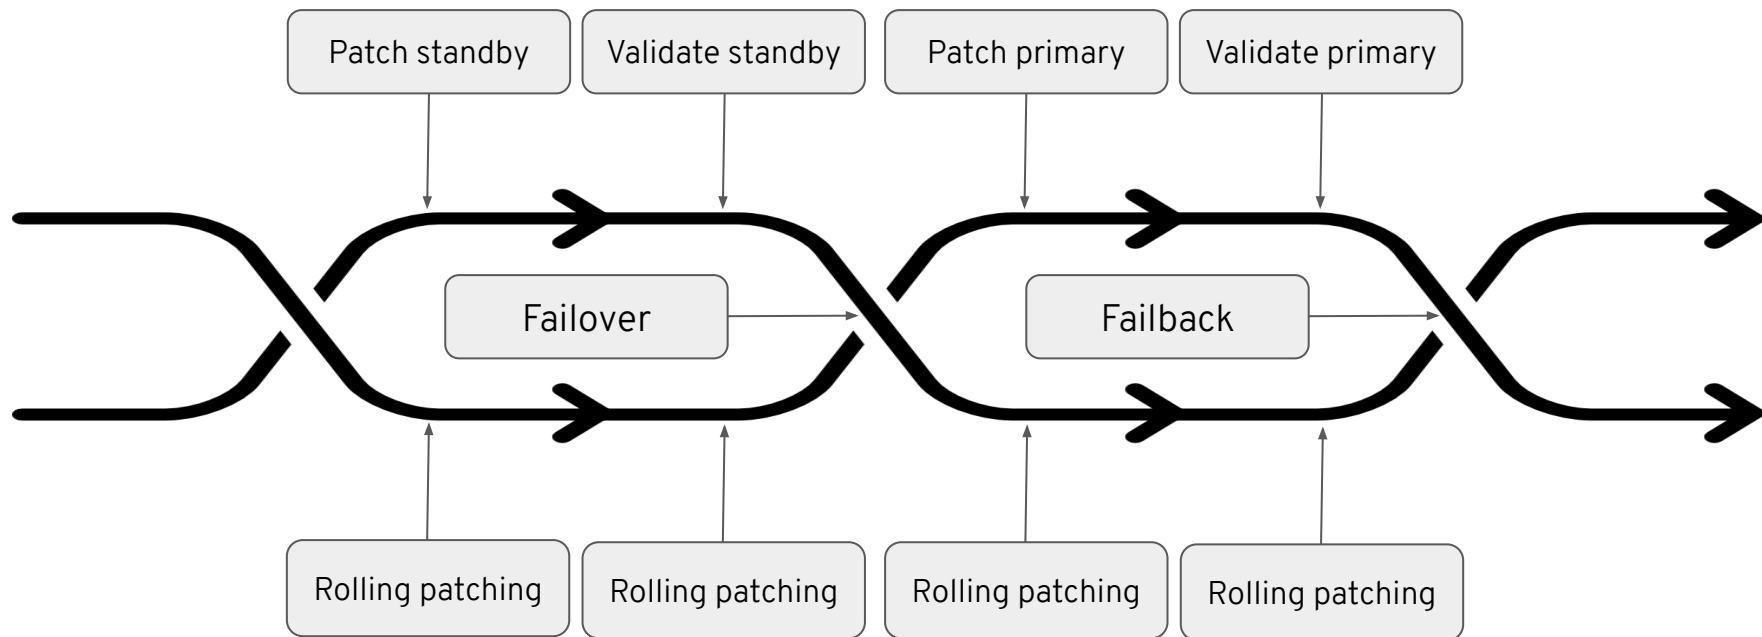 Patch standby
Validate standby
Patch primary
Validate primary
Failover
Failback
Rolling patching
Rolling patching
Rolling patching
Rolling patching